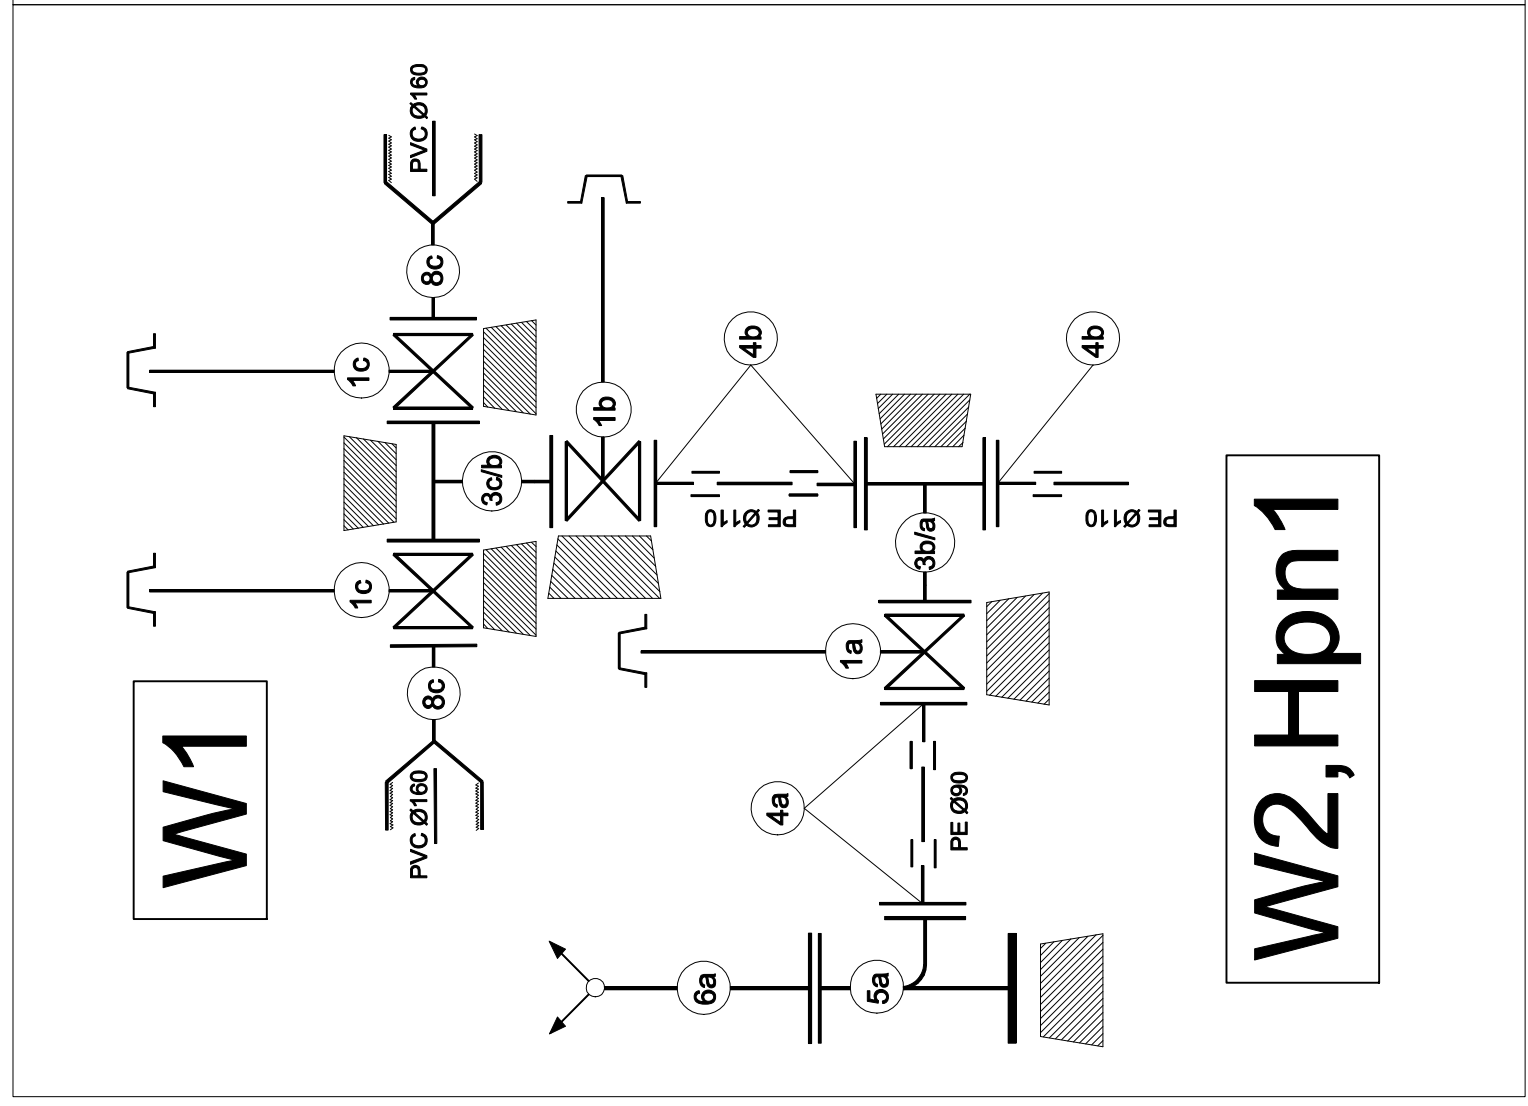 W1
PVC Ø160
8c
1c
3c/b
1c
8c
PVC Ø160
1b
4b
PE Ø110
3b/a
4b
PE Ø110
1a
4a
PE Ø90
5a
6a
W2,Hpn1